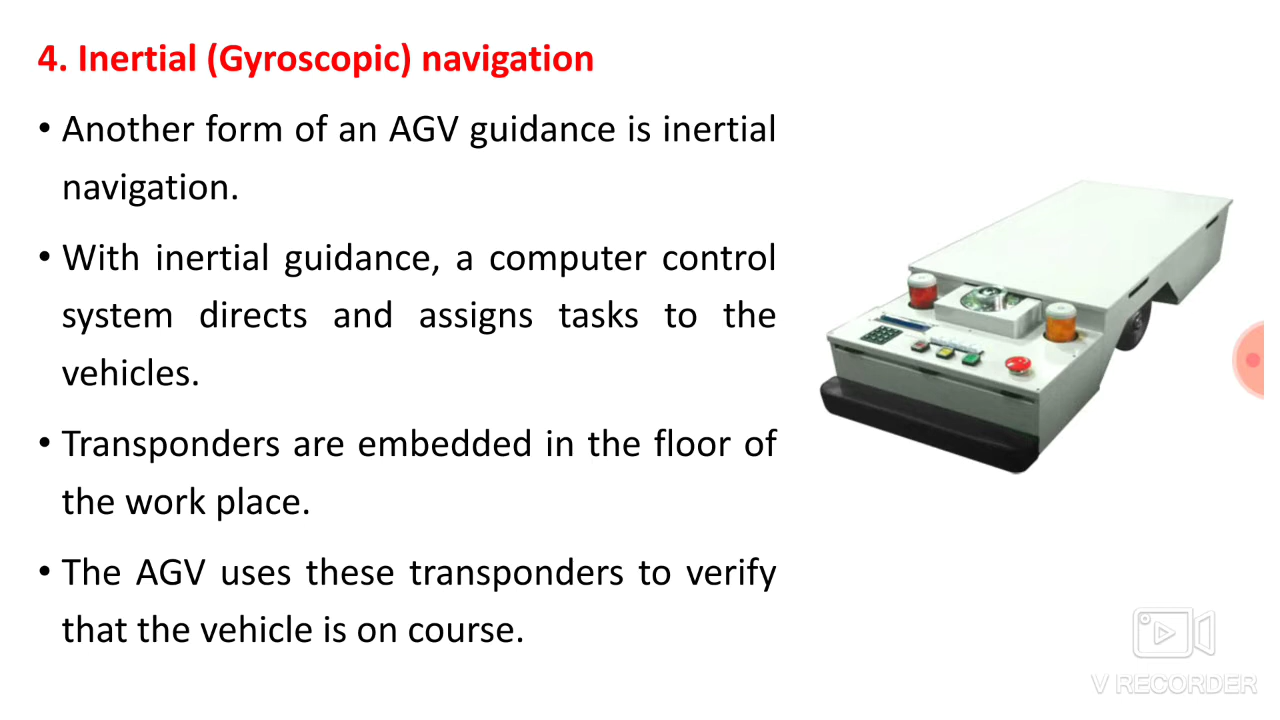 4. Inertial (Gyroscopic) navigation
• Another form of an AGV guidance is inertial
navigation.
• With inertial guidance, a computer control
system directs and assigns tasks to the
vehicles.
• Transponders are embedded in the floor of
the work place.
• The AGV uses these transponders to verify
that the vehicle is on course.
V RECORDER